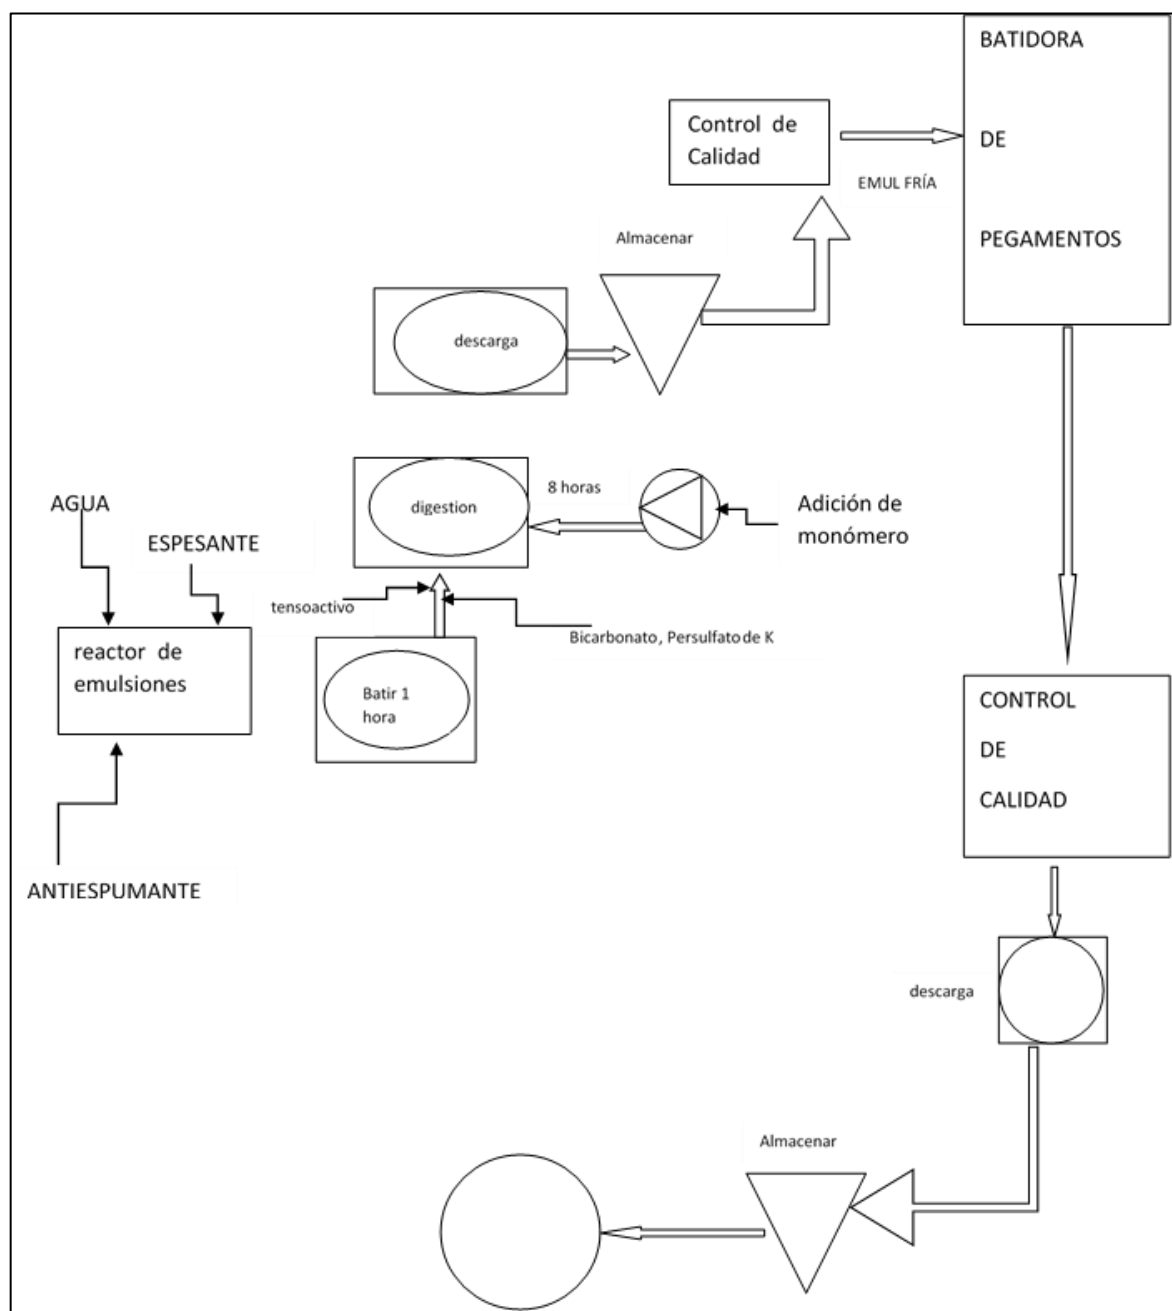 BATIDORA
DE
PEGAMENTOS
Control de
Calidad
EMUL FRÍA
Almacenar
descarga
digestion
8 horas
Adición de
monómero
AGUA
ESPESANTE
tensoactivo
Bicarbonato, Persulfato de K
reactor de
emulsiones
Batir 1
hora
ANTIESPUMANTE
CONTROL
DE
CALIDAD
descarga
Almacenar